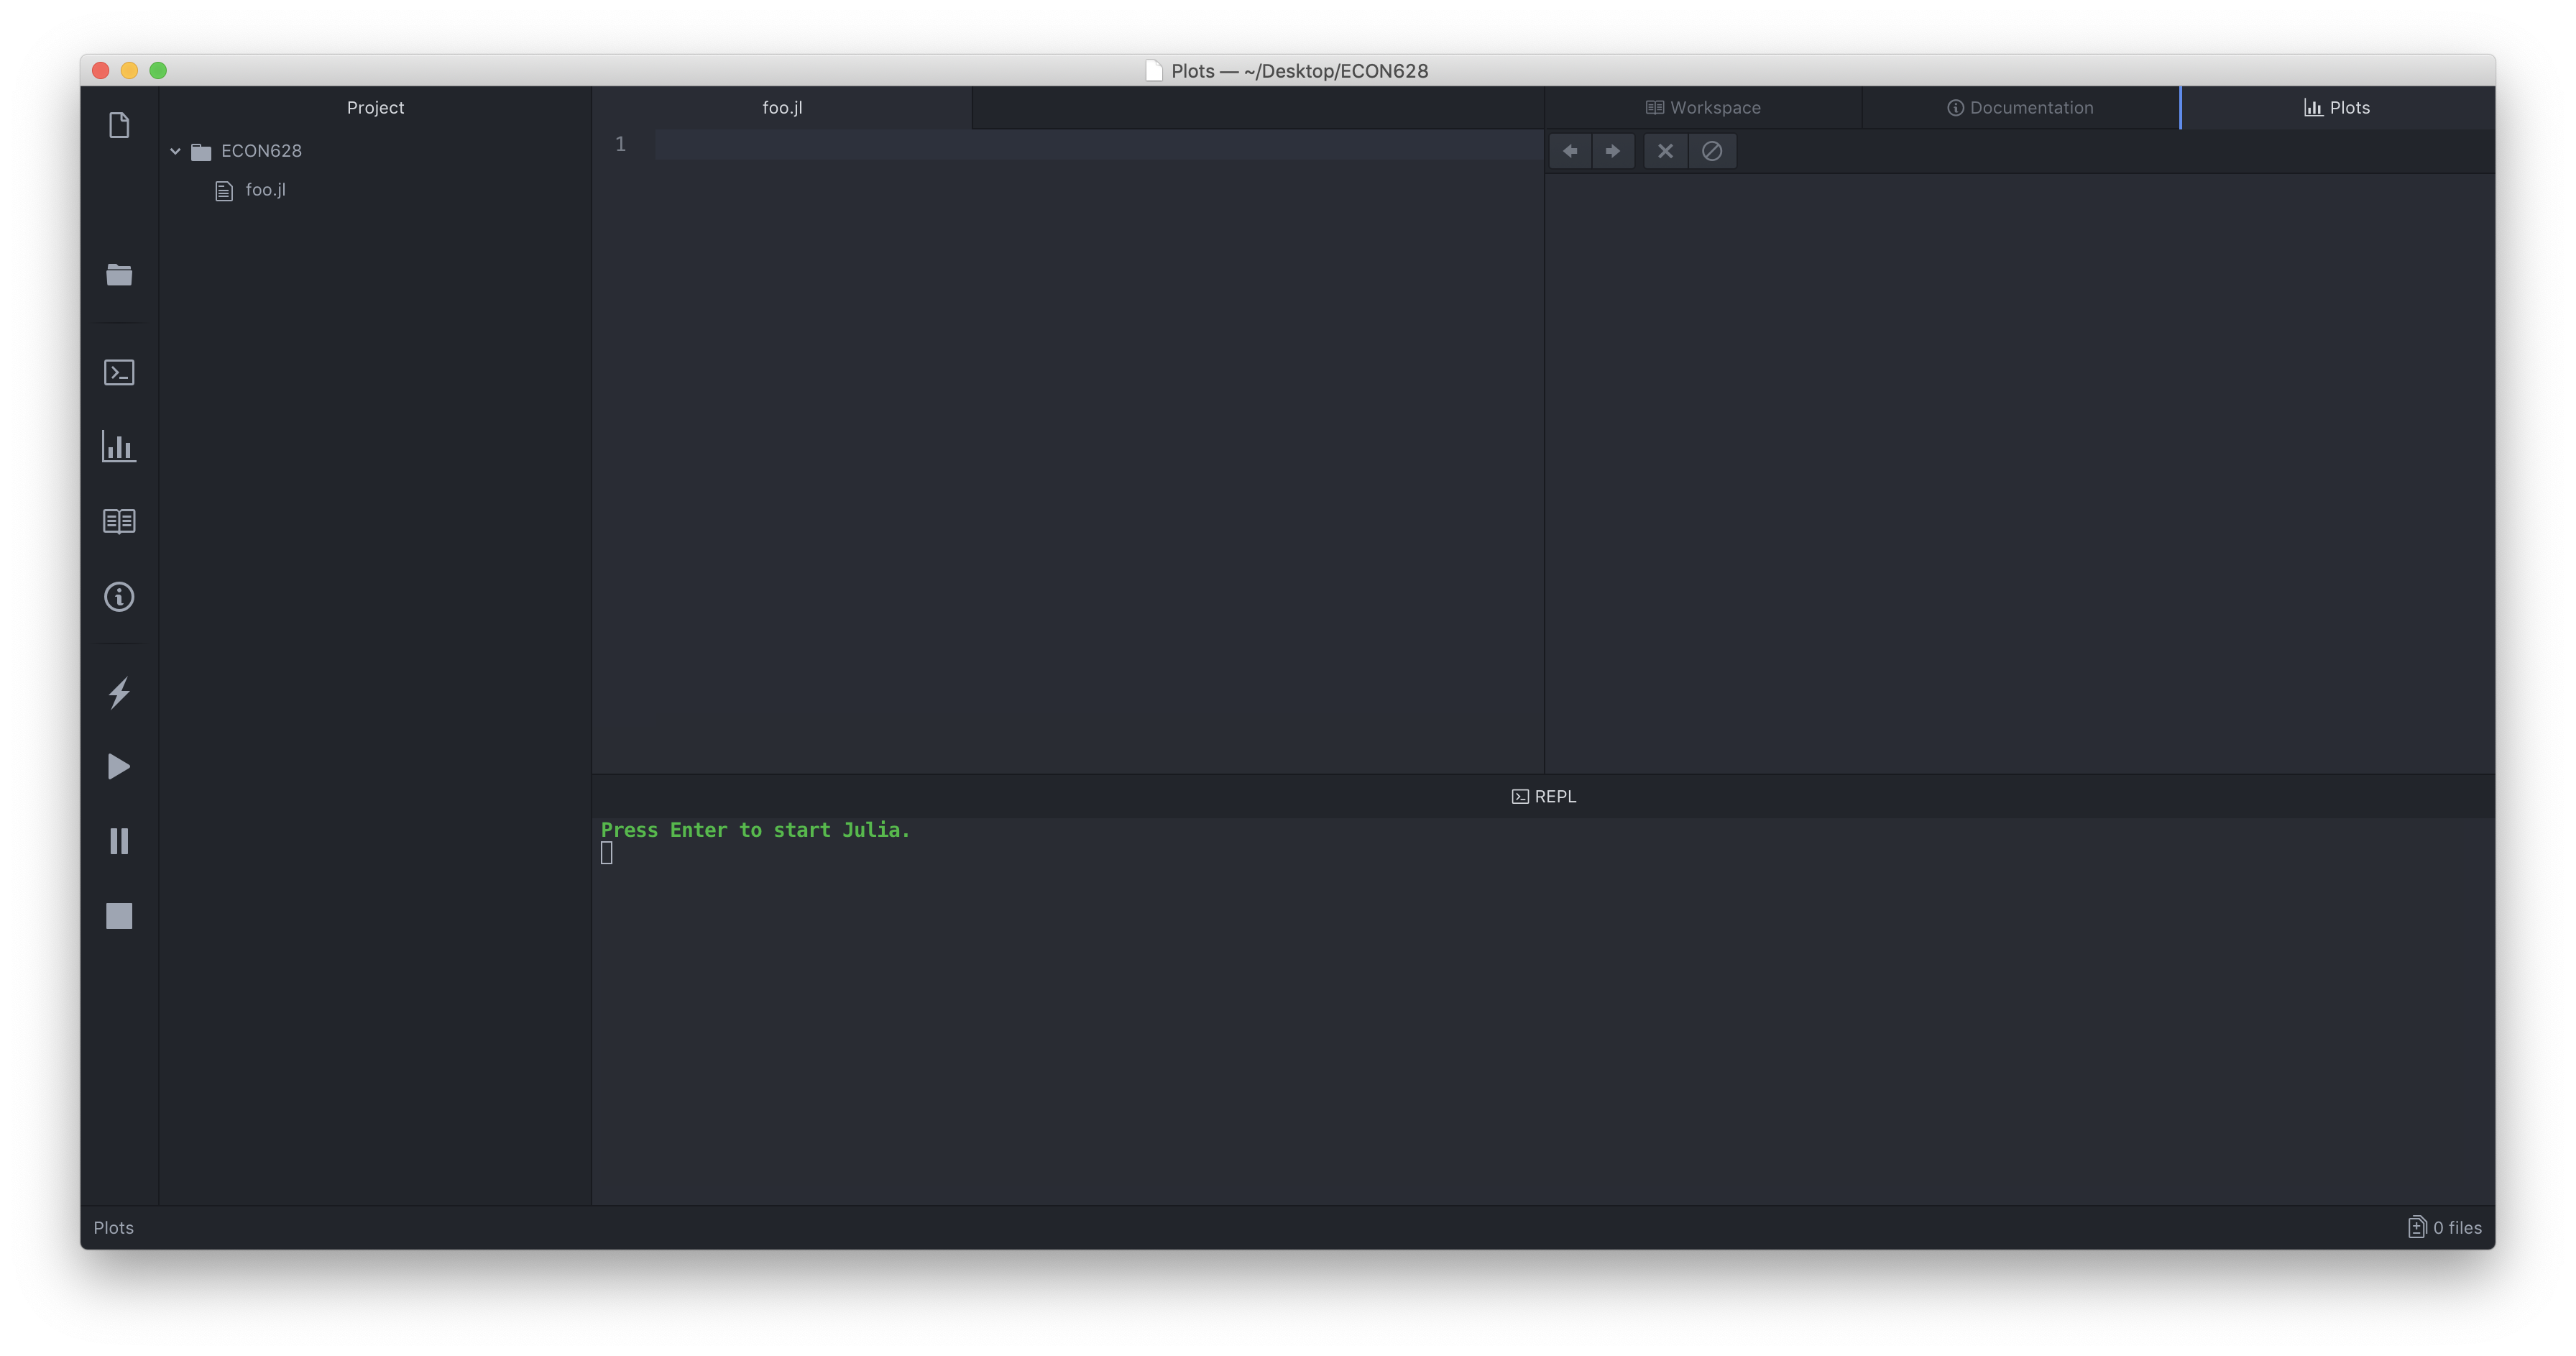 Plots — ~/Desktop/ECON628
Project
ECON628
foo.jl
foo.jl
1
Workspace
Documentation
Plots
REPL
Press Enter to start Julia.
Plots
0 files